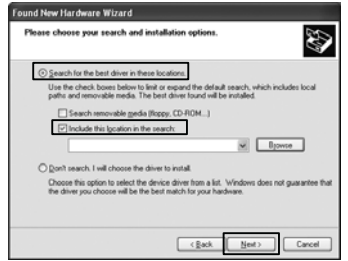 Found New Hardware Wizard
Please choose your search and installation options.
Search for the best driver in these locations.
Use the check boxes below to limit or expand the default search, which includes local
paths and removable media. The best driver found will be installed.
Search removable media (floppy, CD-ROM...)
Include this location in the search:
Browse
Don't search. I will choose the driver to install.
Choose this option to select the device driver from a list. Windows does not guarantee that
the driver you choose will be the best match for your hardware.
< Back
Next >
Cancel